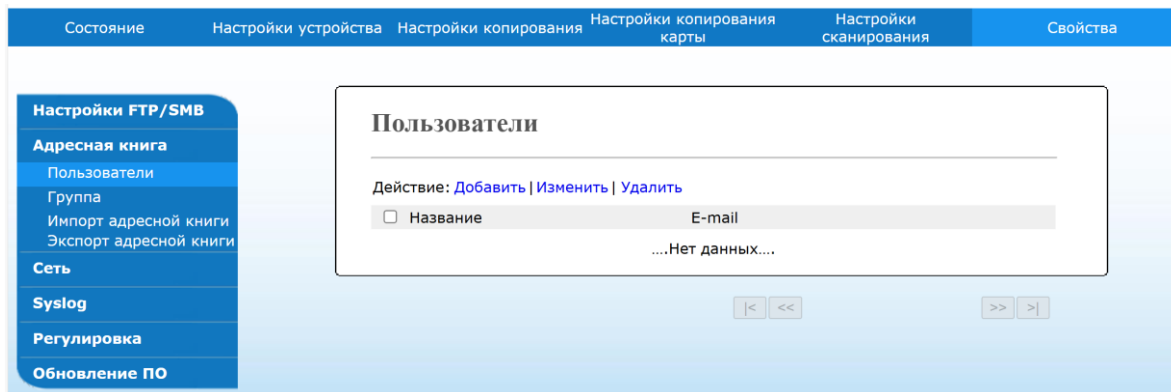 Состояние
Настройки устройства
Настройки копирования
Настройки копирования
карты
Настройки
сканирования
Свойства
Настройки FTP/SMB
Адресная книга
Пользователи
Группа
Импорт адресной книги
Экспорт адресной книги
Сеть
Syslog
Регулировка
Обновление ПО
Пользователи
Действие: Добавить | Изменить | Удалить
Название E-mail
....Нет данных....
|< << >> >|